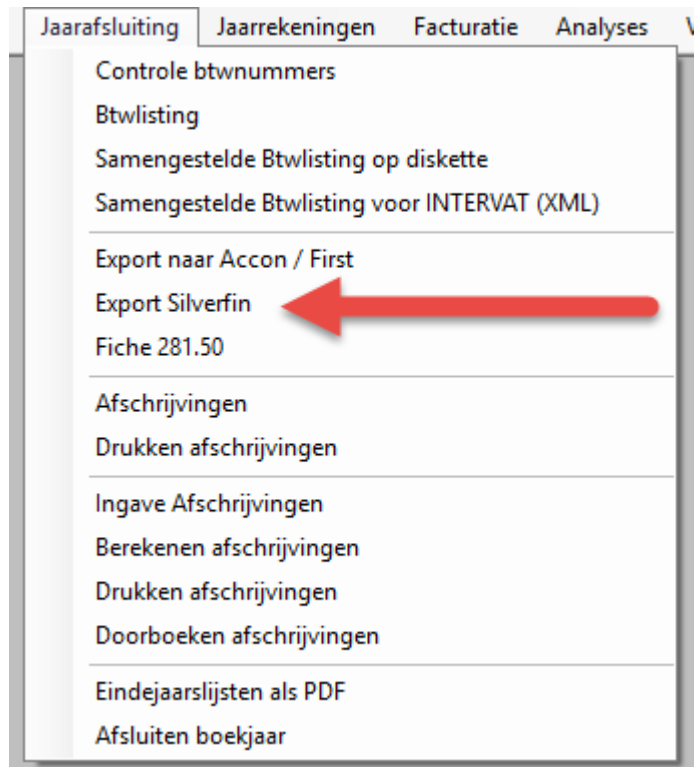 Jaarafsluiting Jaarrekeningen Facturatie Analyses
Controle btwnummers
Btwlisting
Samengestelde Btwlisting op diskette
Samengestelde Btwlisting voor INTERVAT (XML)
Export naar Accon / First
Export Silverfin
Fiche 281.50
Afschrijvingen
Drukken afschrijvingen
Ingave Afschrijvingen
Berekenen afschrijvingen
Drukken afschrijvingen
Doorboeken afschrijvingen
Eindejaarslijsten als PDF
Afsluiten boekjaar